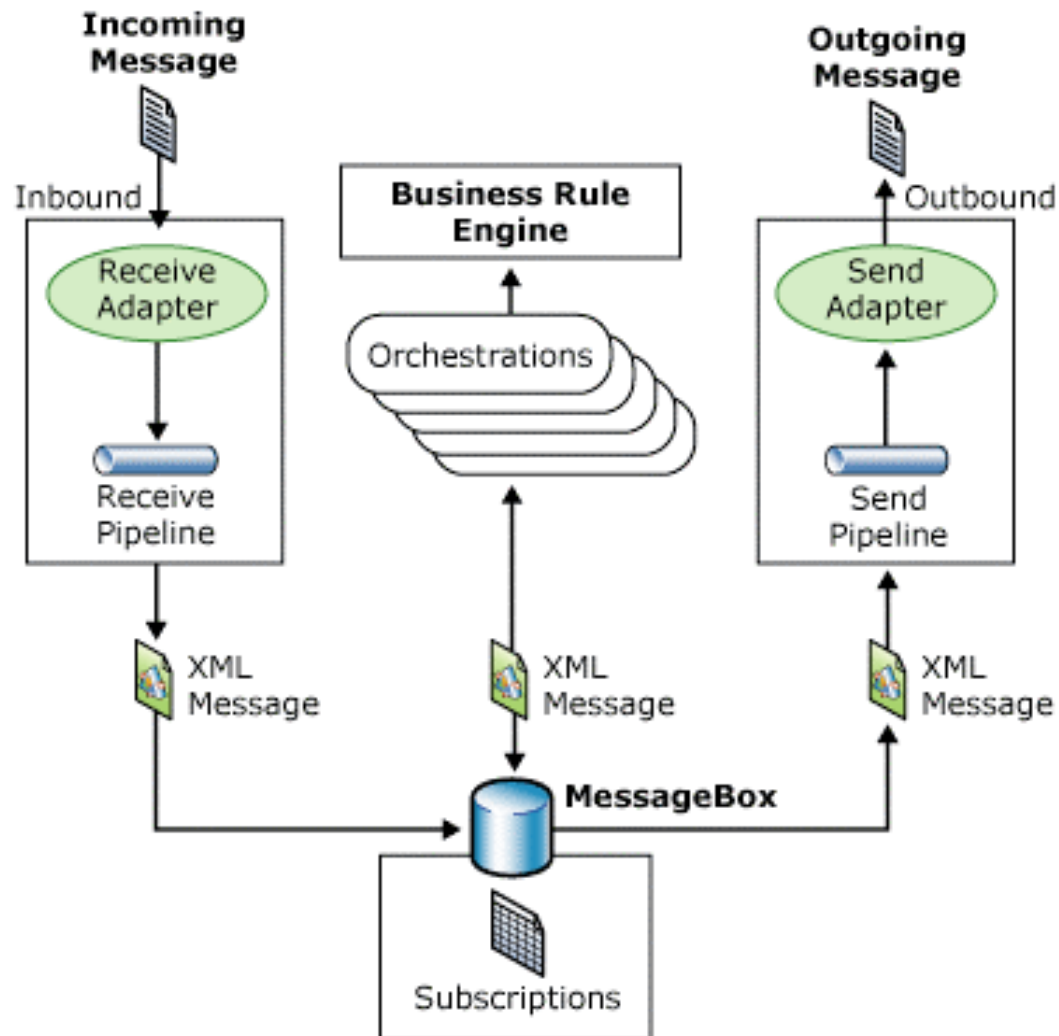 Incoming
Message
Outgoing
Message
Inbound
Business Rule
Engine
Outbound
Receive
Adapter
Send
Adapter
Orchestrations
Receive
Pipeline
Send
Pipeline
XML
Message
XML
Message
XML
Message
MessageBox
Subscriptions